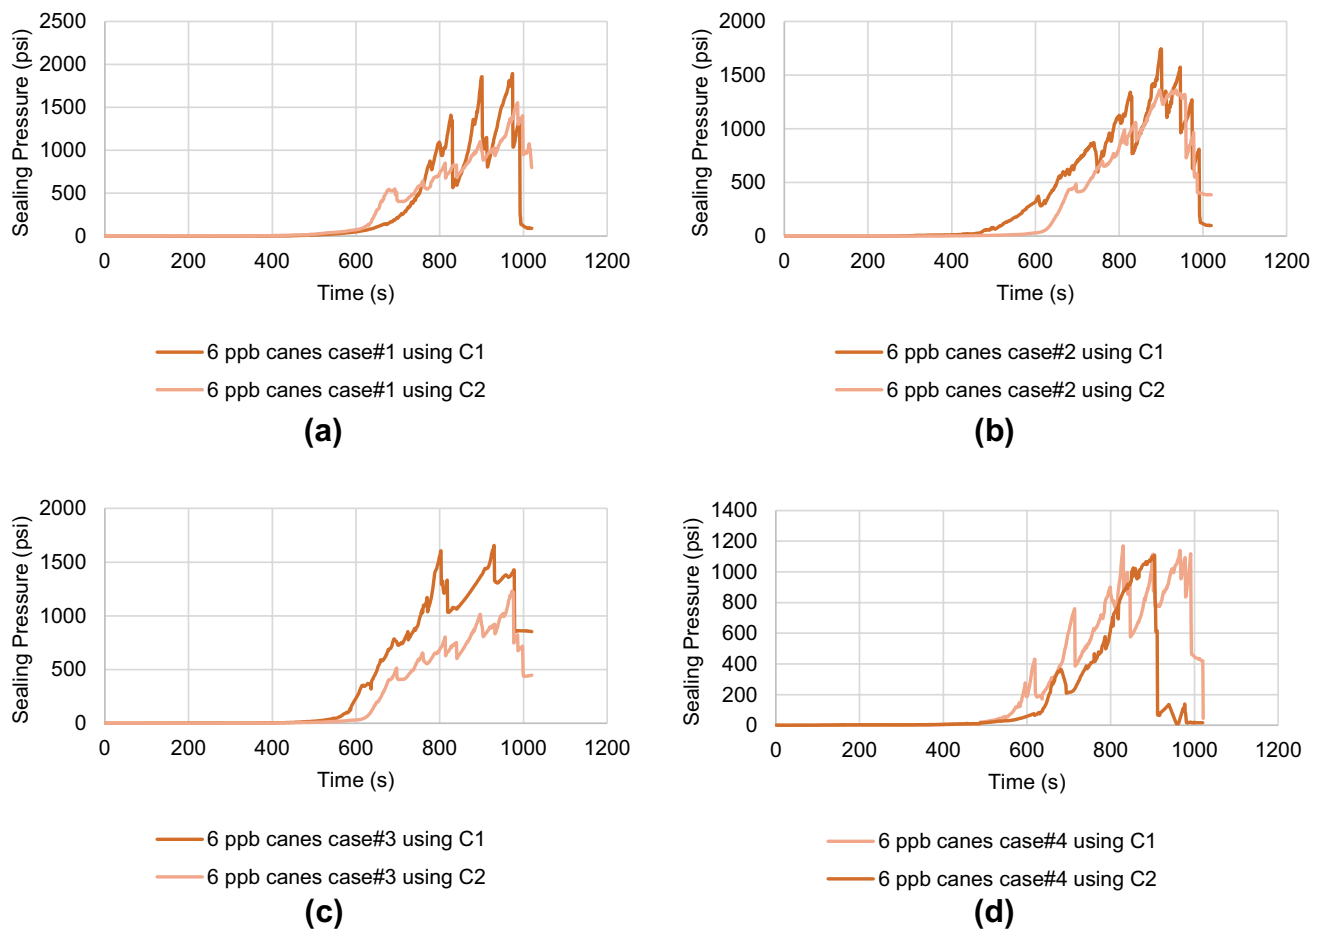 2500
2000
1500
1000
500
0
Sealing Pressure (psi)
0 200 400 600 800 1000 1200
Time (s)
6 ppb canes case#1 using C1
6 ppb canes case#1 using C2
(a)
2000
1500
1000
500
0
Sealing Pressure (psi)
0 200 400 600 800 1000 1200
Time (s)
6 ppb canes case#2 using C1
6 ppb canes case#2 using C2
(b)
2000
1500
1000
500
0
Sealing Pressure (psi)
0 200 400 600 800 1000 1200
Time (s)
6 ppb canes case#3 using C1
6 ppb canes case#3 using C2
(c)
1400
1200
1000
800
600
400
200
0
Sealing Pressure (psi)
0 200 400 600 800 1000 1200
Time (s)
6 ppb canes case#4 using C1
6 ppb canes case#4 using C2
(d)